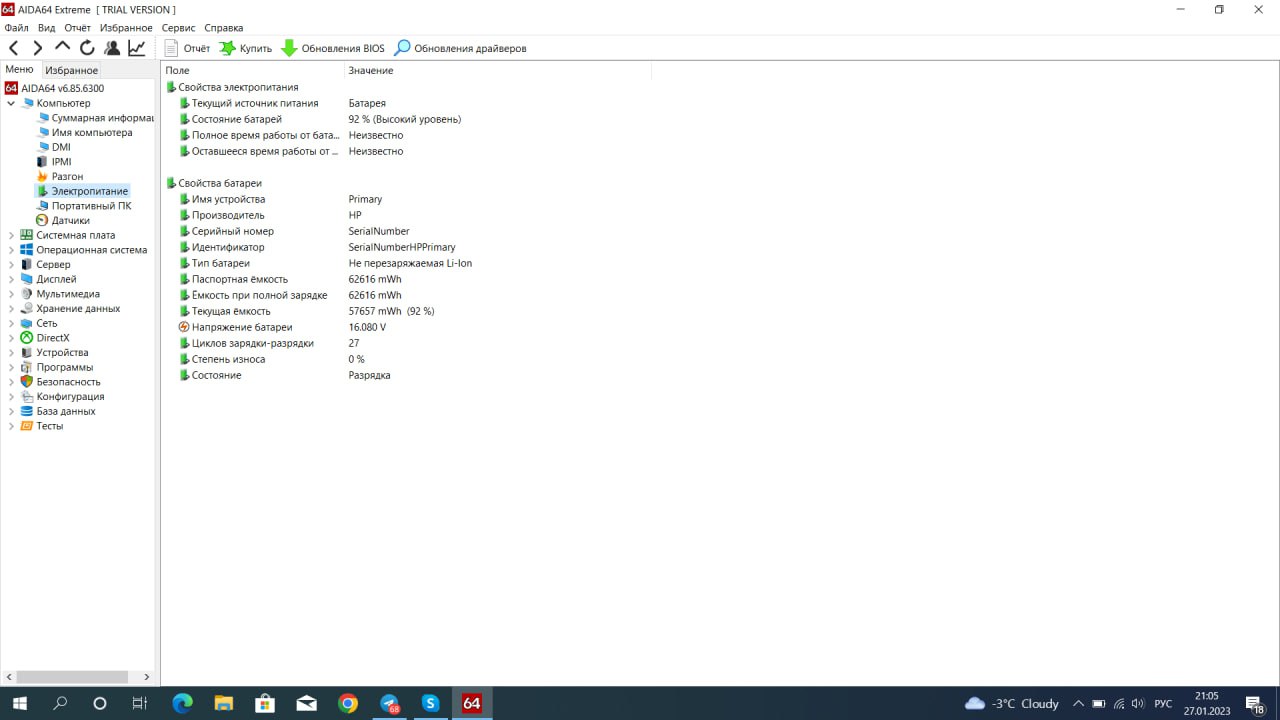 AIDA64 Extreme [ TRIAL VERSION ]
Файл Вид Отчёт Избранное Сервис Справка
Отчёт Купить Обновления BIOS Обновления драйверов
Меню Избранное
64 AIDA64 v6.85.6300
Компьютер
Суммарная информац
Имя компьютера
DMI
IPMI
Разгон
Электропитание
Портативный ПК
Датчики
Системная плата
Операционная система
Сервер
Дисплей
Мультимедиа
Хранение данных
Сеть
DirectX
Устройства
Программы
Безопасность
Конфигурация
База данных
Тесты
Поле Значение
Свойства электропитания
Текущий источник питания Батарея
Состояние батарей 92 % (Высокий уровень)
Полное время работы от бата... Неизвестно
Оставшееся время работы от ... Неизвестно
Свойства батареи
Имя устройства Primary
Производитель HP
Серийный номер SerialNumber
Идентификатор SerialNumberHPPrimary
Тип батареи Не перезаряжаемая Li-Ion
Паспортная ёмкость 62616 mWh
Ёмкость при полной зарядке 62616 mWh
Текущая ёмкость 57657 mWh (92 %)
Напряжение батареи 16.080 V
Циклов зарядки-разрядки 27
Степень износа 0 %
Состояние Разрядка
68 S 64 -3°C Cloudy РУС 21:05
27.01.2023 18